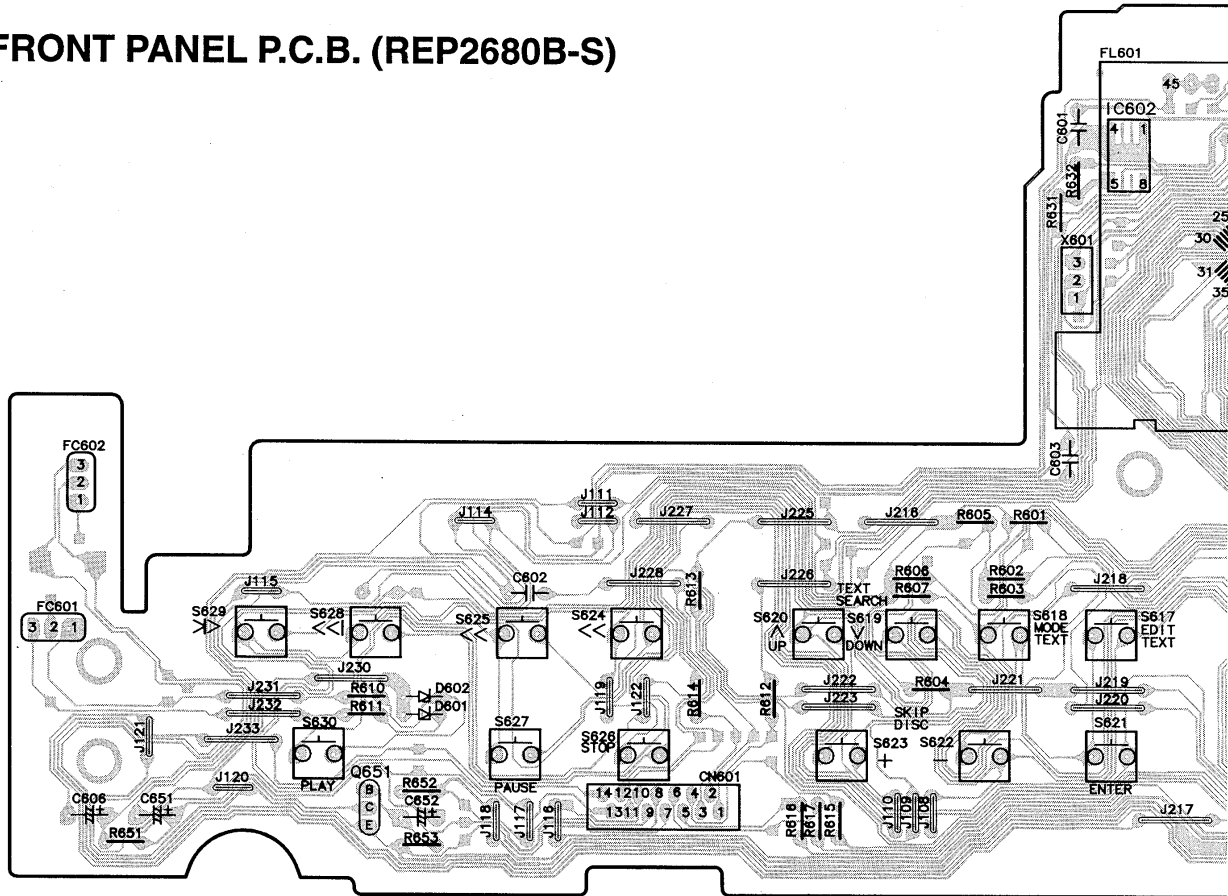 FRONT PANEL P.C.B. (REP2680B-S)
FL601
45
IC602
4 1
5 8
C601
R632
R631
X601
3
2
1
25
30
31
35
C603
FC602
3
2
1
FC601
3 2 1
J111
J114 J112 J227 J225 J216 R605 R601
J115 C602 J228 R613 J226 R606 R602 J218
R607 R603
TEXT
SEARCH
S629 S628 S625 S624 S620 S619 S618 S617
UP DOWN
MODE
TEXT
EDIT
TEXT
J230
J231 R610 D602 J119 J122 R614 R612 J222 R604 J221 J219
J232 R611 D601 J223 J220
SKIP
DISC
J121 J233 S630 S627 S626 S623 + S622 − S621
STOP
J120 PLAY Q651 PAUSE CN601 ENTER
B
C
E
R652
14 12 10 8 6 4 2
13 11 9 7 5 3 1
C606 C651 C652 J118 J117 J116 R616 R617 R615 J110 J109 J108 J217
R651 R653